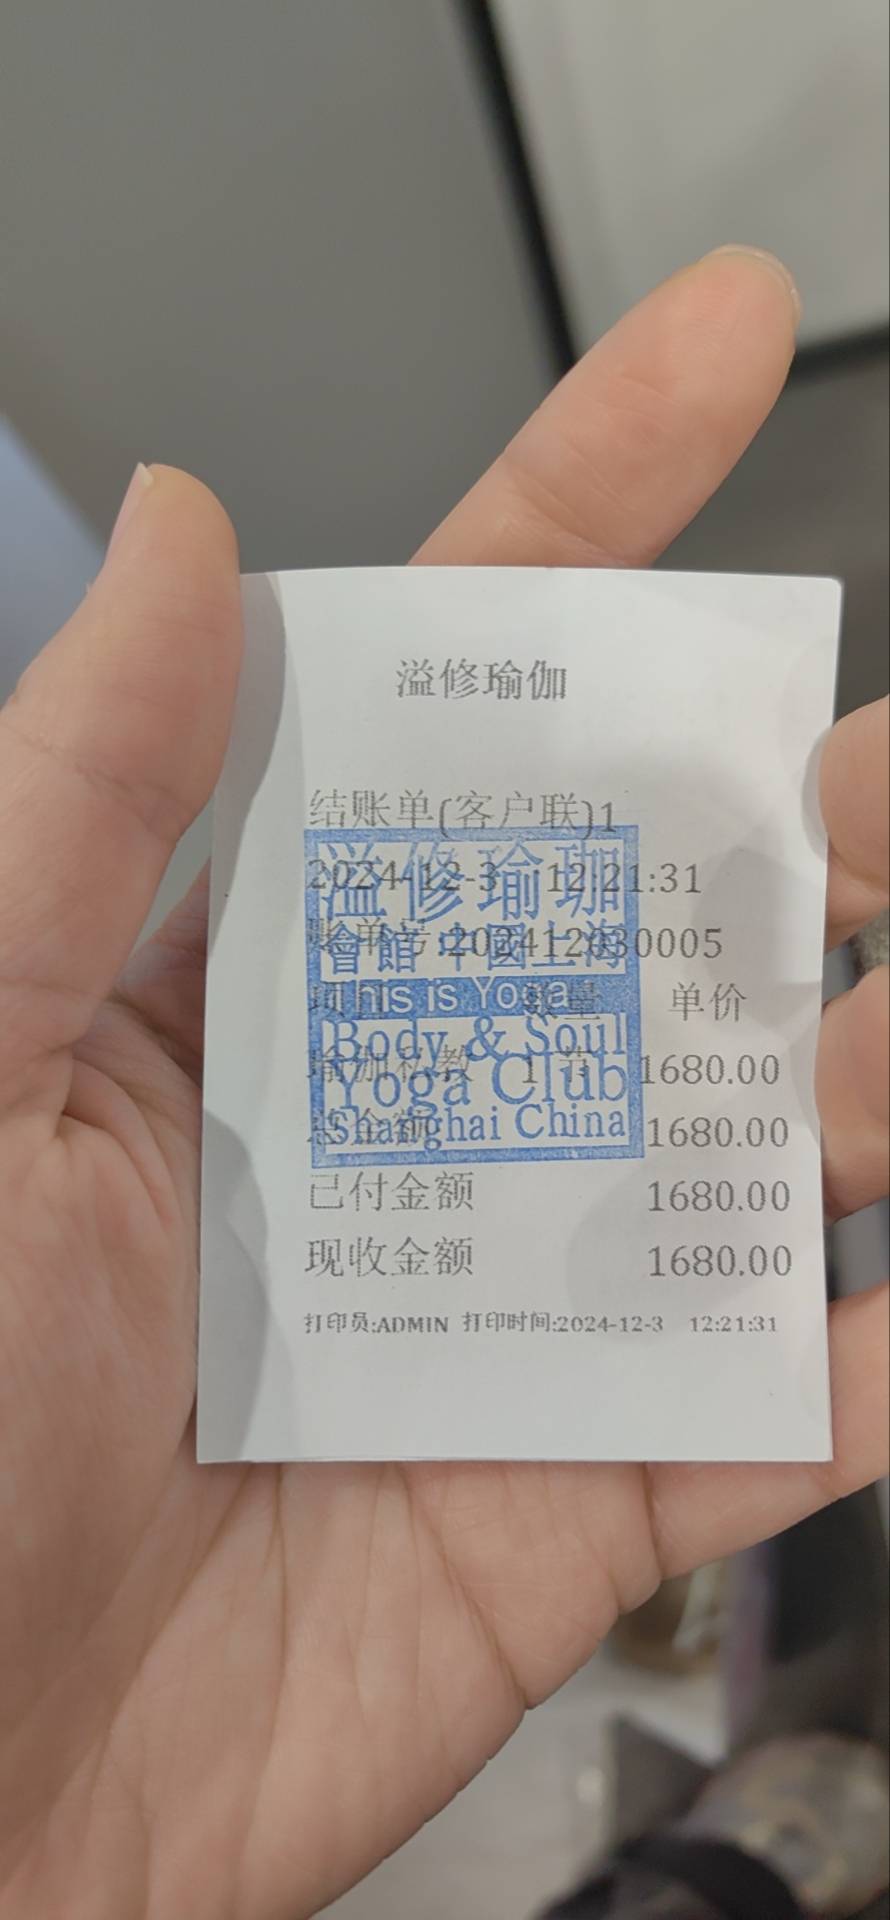 溢修瑜伽
结账单(客户联)1
2024-12-3 12:21:31
账单号:202412030005
项目 数量 单价
瑜伽私教 1 节 1680.00
总金额 1680.00
已付金额 1680.00
现收金额 1680.00
打印员:ADMIN 打印时间:2024-12-3 12:21:31
溢修瑜珈
會館中國上海
This is Yoga
Body & Soul
Yoga Club
Shanghai China